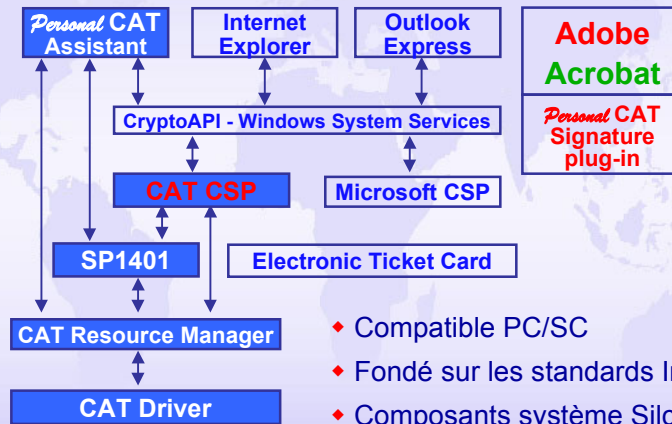 Personal CAT
Assistant
Internet
Explorer
Outlook
Express
Adobe
Acrobat
Personal CAT
Signature
plug-in
CryptoAPI - Windows System Services
CAT CSP
Microsoft CSP
SP1401
Electronic Ticket Card
CAT Resource Manager
CAT Driver
Compatible PC/SC
Fondé sur les standards
Composants système